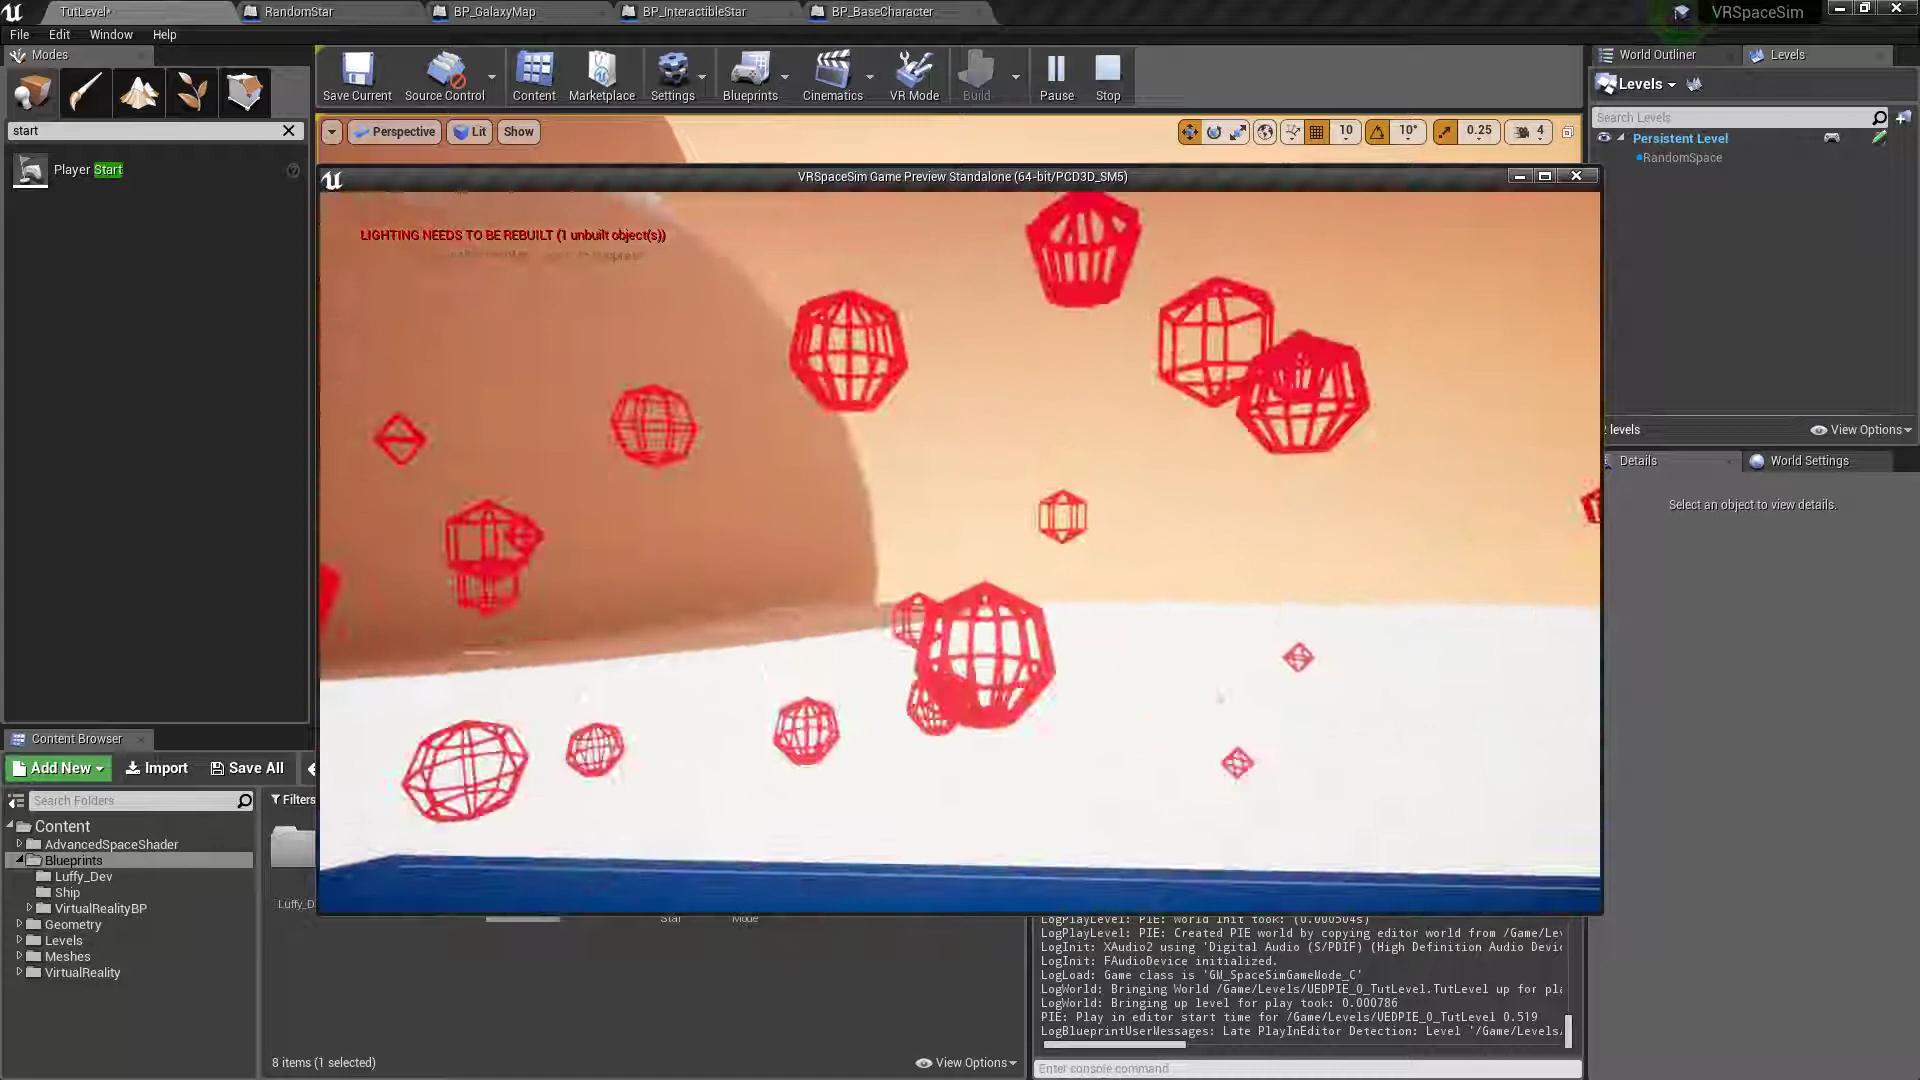 TutLevel*
RandomStar
BP_GalaxyMap
BP_InteractibleStar
BP_BaseCharacter
VRSpaceSim
File
Edit
Window
Help
Modes
start
Player Start
Save Current
Source Control
Content
Marketplace
Settings
Blueprints
Cinematics
VR Mode
Build
Pause
Stop
Perspective
Lit
Show
10
10°
0.25
4
VRSpaceSim Game Preview Standalone (64-bit/PCD3D_SM5)
LIGHTING NEEDS TO BE REBUILT (1 unbuilt object(s))
World Outliner
Levels
Levels
Search Levels
Persistent Level
RandomSpace
levels
View Options
Details
World Settings
Select an object to view details.
Content Browser
Add New
Import
Save All
Search Folders
Filters
Content
AdvancedSpaceShader
Blueprints
Luffy_Dev
Ship
VirtualRealityBP
Geometry
Levels
Meshes
VirtualReality
Luffy_D
Star
Mode
8 items (1 selected)
View Options
LogPlayLevel: PIE: World Init took: (0.000504s)
LogPlayLevel: PIE: Created PIE world by copying editor world from /Game/Lev
LogInit: XAudio2 using 'Digital Audio (S/PDIF) (High Definition Audio Devic
LogInit: FAudioDevice initialized.
LogLoad: Game class is 'GM_SpaceSimGameMode_C'
LogWorld: Bringing World /Game/Levels/UEDPIE_0_TutLevel.TutLevel up for pla
LogWorld: Bringing up level for play took: 0.000786
PIE: Play in editor start time for /Game/Levels/UEDPIE_0_TutLevel 0.519
LogBlueprintUserMessages: Late PlayInEditor Detection: Level '/Game/Levels/
Enter console command